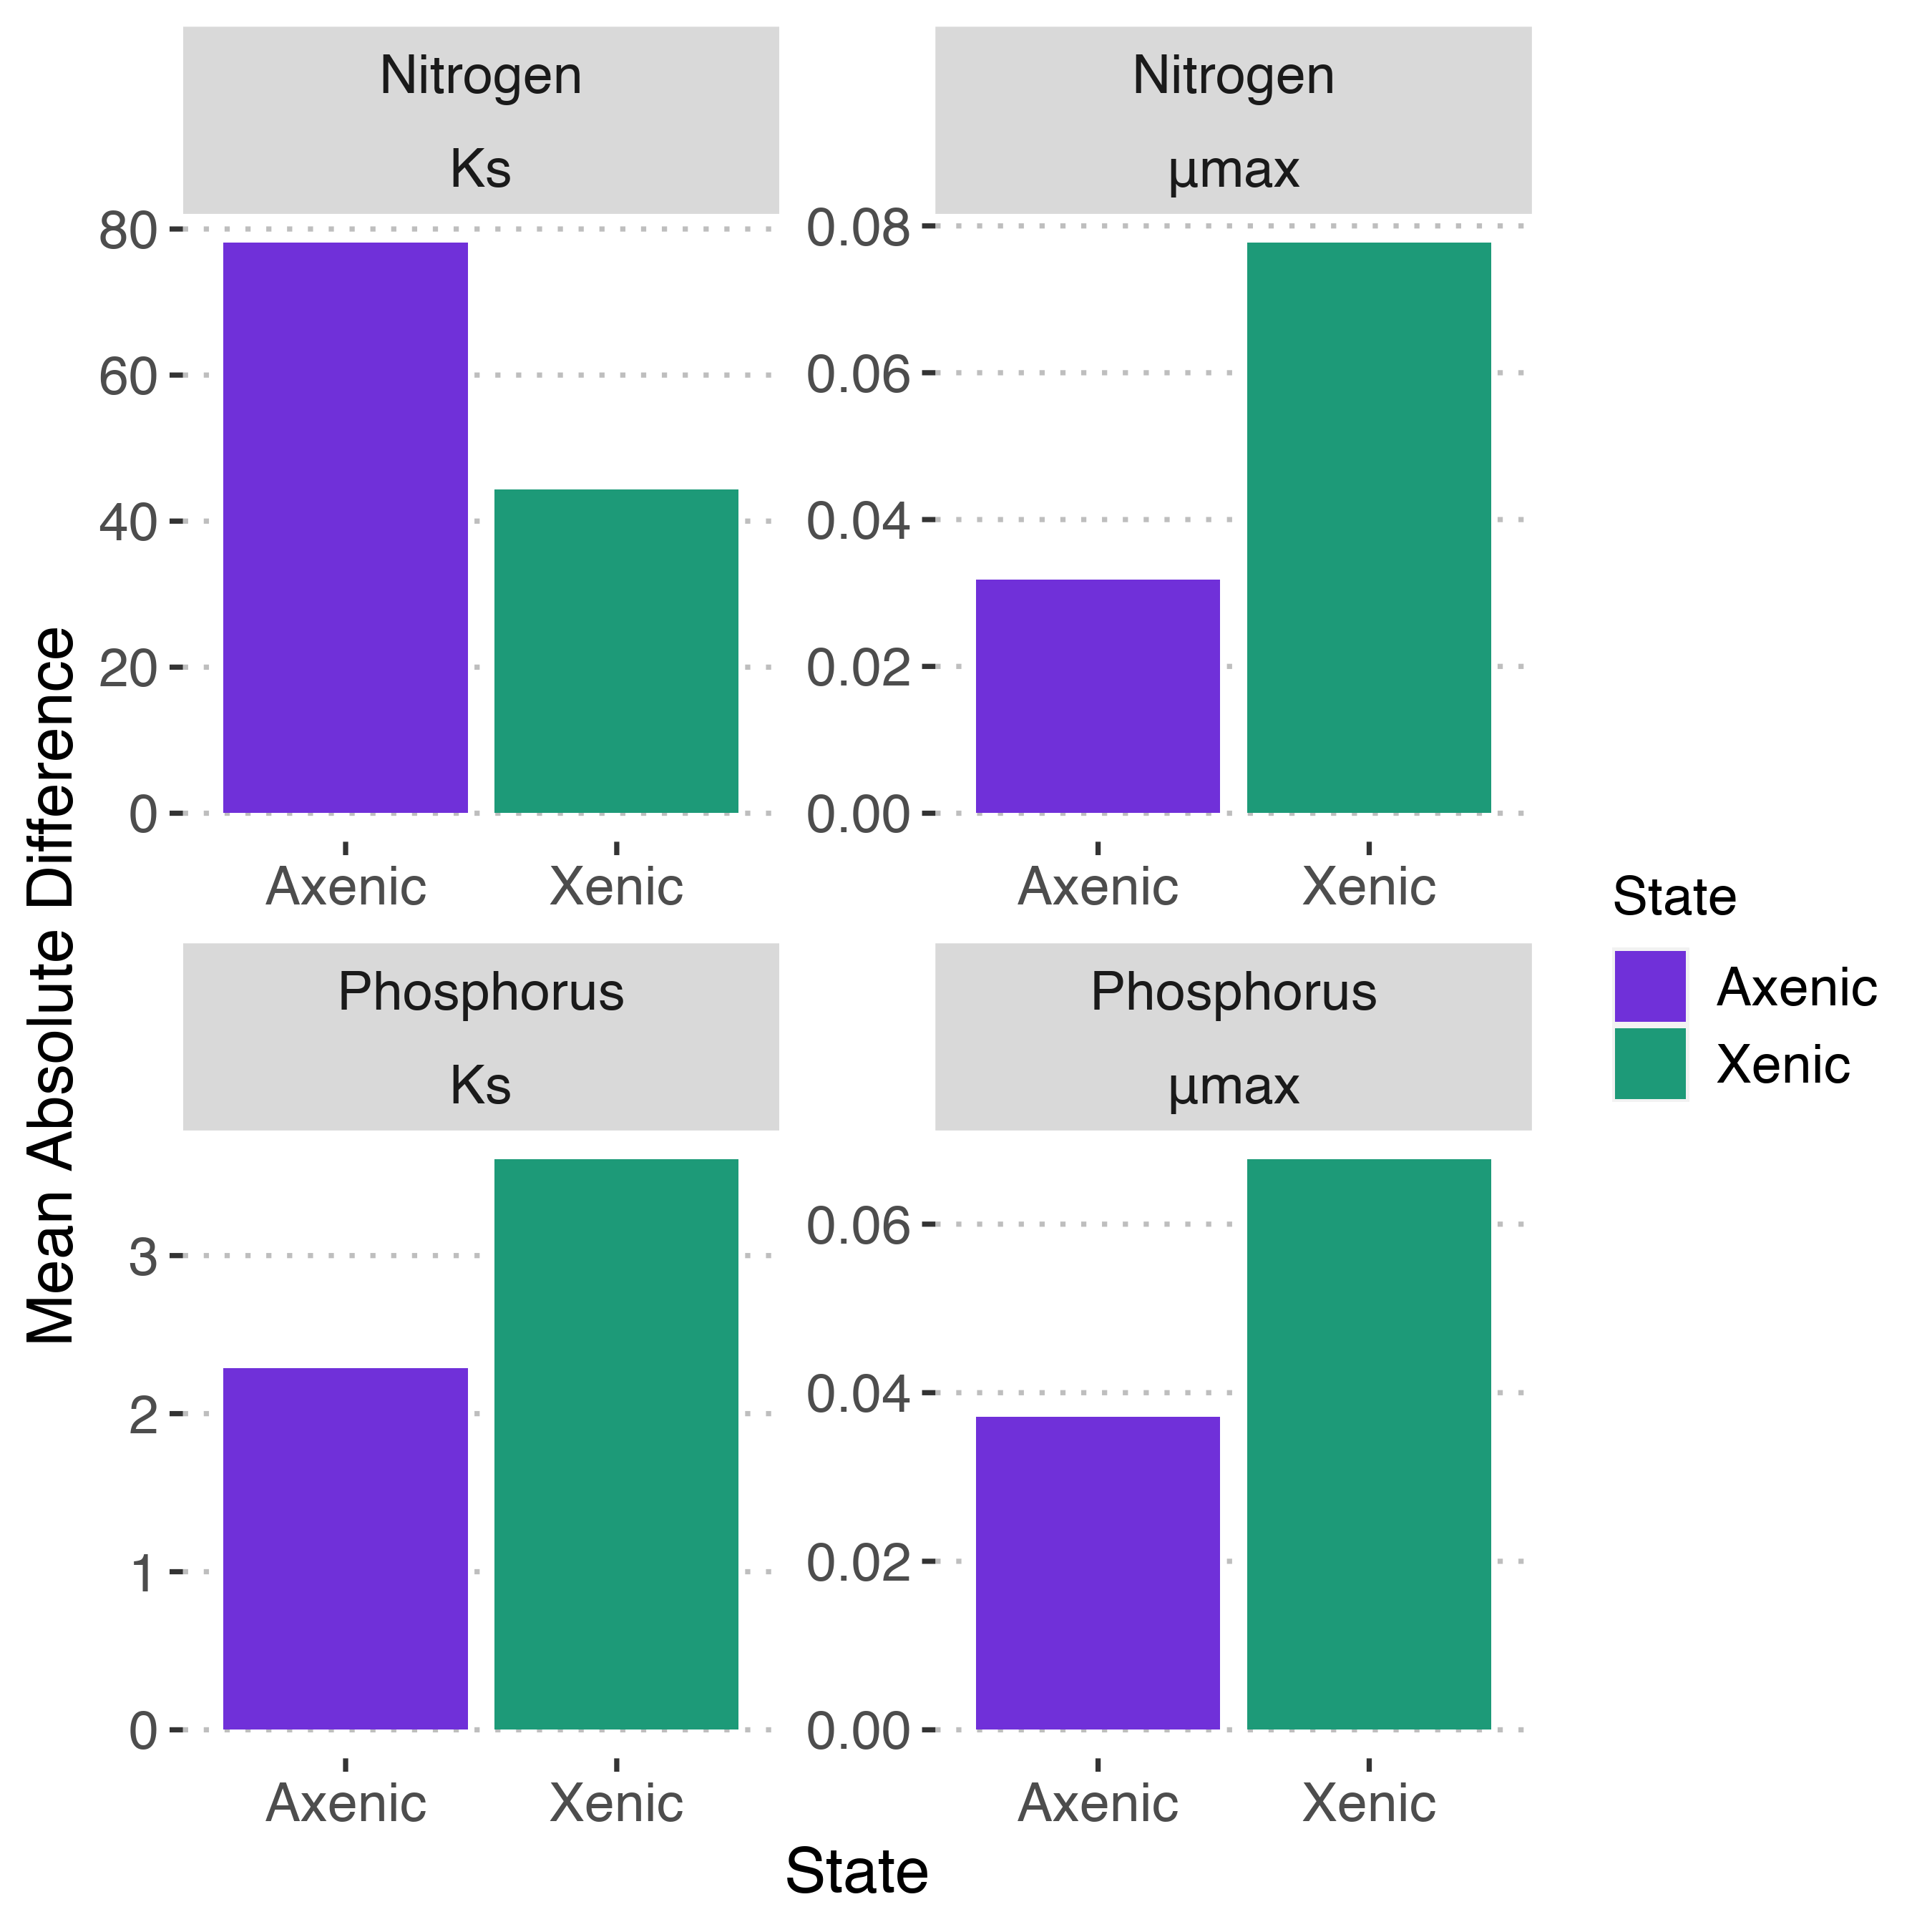 Nitrogen
Ks
Nitrogen
µmax
80
60
40
20
0
0.08
0.06
0.04
0.02
0.00
Axenic
Xenic
Axenic
Xenic
Phosphorus
Ks
Phosphorus
µmax
3
2
1
0
0.06
0.04
0.02
0.00
Axenic
Xenic
Axenic
Xenic
Mean Absolute Difference
State
State
Axenic
Xenic